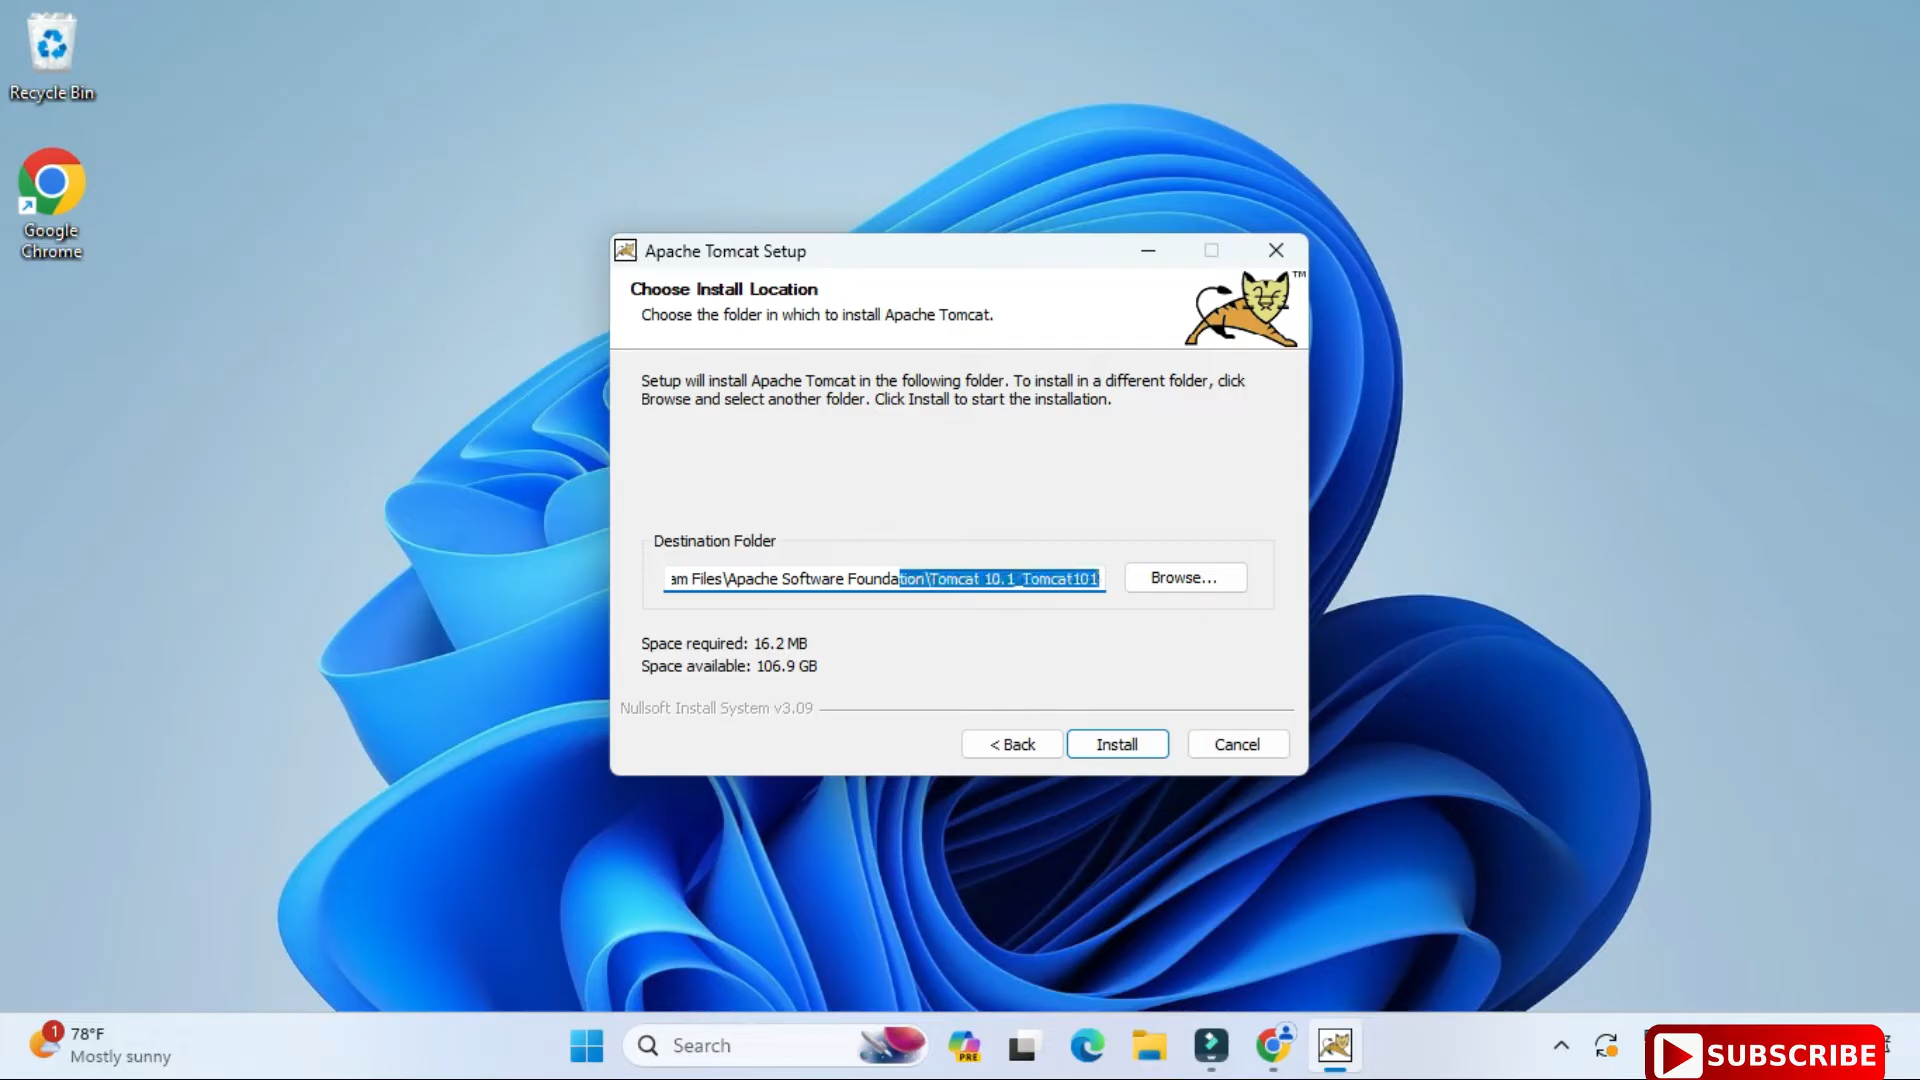 Recycle Bin
Google
Chrome
Apache Tomcat Setup
Choose Install Location
Choose the folder in which to install Apache Tomcat.
TM
Setup will install Apache Tomcat in the following folder. To install in a different folder, click
Browse and select another folder. Click Install to start the installation.
Destination Folder
am Files\Apache Software Foundation\Tomcat 10.1_Tomcat101
Browse...
Space required: 16.2 MB
Space available: 106.9 GB
Nullsoft Install System v3.09
< Back
Install
Cancel
1
78°F
Mostly sunny
Search
PRE
SUBSCRIBE